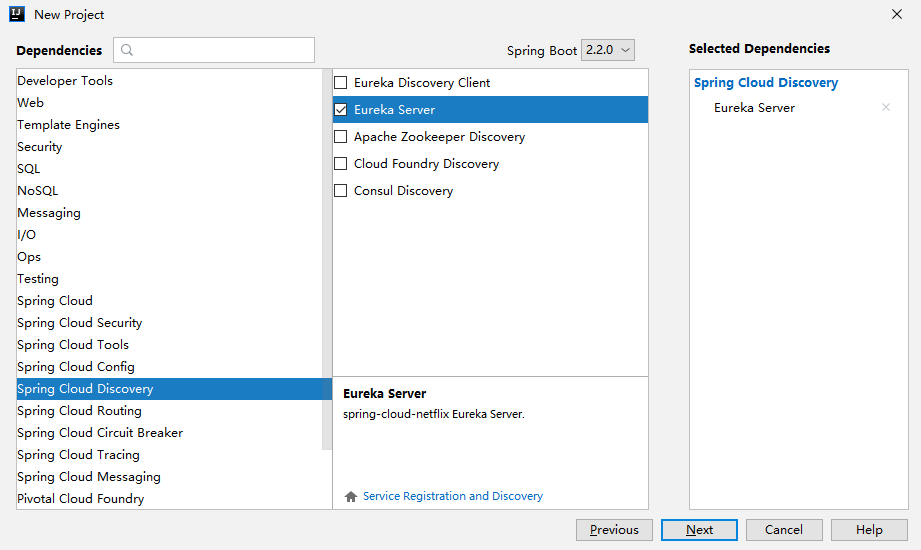 IJ New Project
Dependencies
Spring Boot 2.2.0
Selected Dependencies
Developer Tools
Web
Template Engines
Security
SQL
NoSQL
Messaging
I/O
Ops
Testing
Spring Cloud
Spring Cloud Security
Spring Cloud Tools
Spring Cloud Config
Spring Cloud Discovery
Spring Cloud Routing
Spring Cloud Circuit Breaker
Spring Cloud Tracing
Spring Cloud Messaging
Pivotal Cloud Foundry
Eureka Discovery Client
Eureka Server
Apache Zookeeper Discovery
Cloud Foundry Discovery
Consul Discovery
Eureka Server
spring-cloud-netflix Eureka Server.
Service Registration and Discovery
Spring Cloud Discovery
Eureka Server
Previous Next Cancel Help